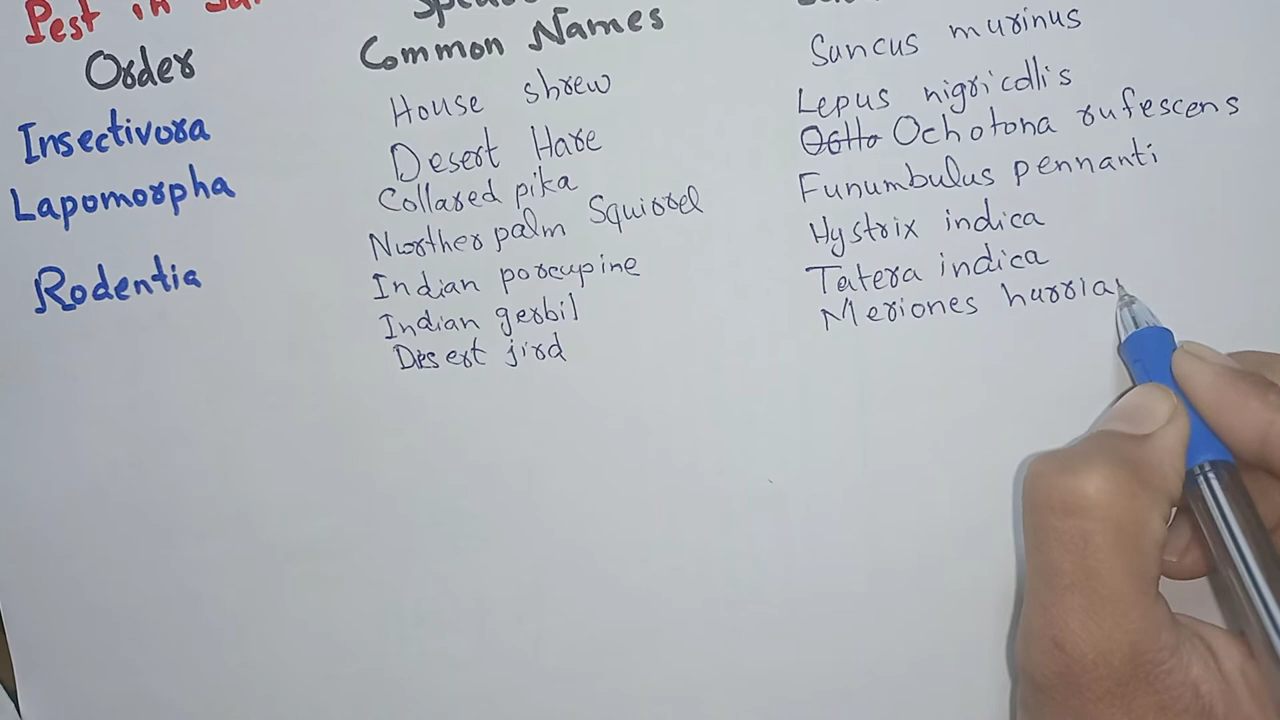 Pest in
Order Common Names
Insectivora House shrew Suncus murinus
Lapomorpha Desert Hare Lepus nigricollis
Collared pika Ochotona rufescens
Norther palm Squirrel Funumbulus pennanti
Rodentia Indian porcupine Hystrix indica
Indian gerbil Tatera indica
Desert jird Meriones hurria